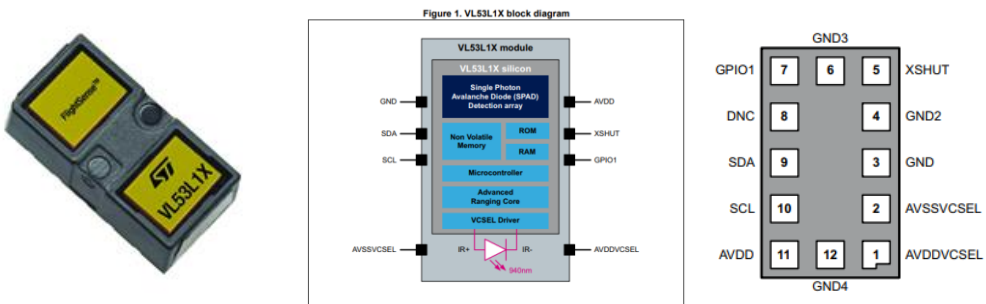 FlightSense™
ST
VL53L1X
Figure 1. VL53L1X block diagram
VL53L1X module
VL53L1X silicon
Single Photon
Avalanche Diode (SPAD)
Detection array
Non Volatile
Memory
ROM
RAM
Microcontroller
Advanced
Ranging Core
VCSEL Driver
IR+
IR-
940nm
GND
SDA
SCL
AVSSVCSEL
AVDD
XSHUT
GPIO1
AVDDVCSEL
GND3
GPIO1 7 6 5 XSHUT
DNC 8 4 GND2
SDA 9 3 GND
SCL 10 2 AVSSVCSEL
AVDD 11 12 1 AVDDVCSEL
GND4